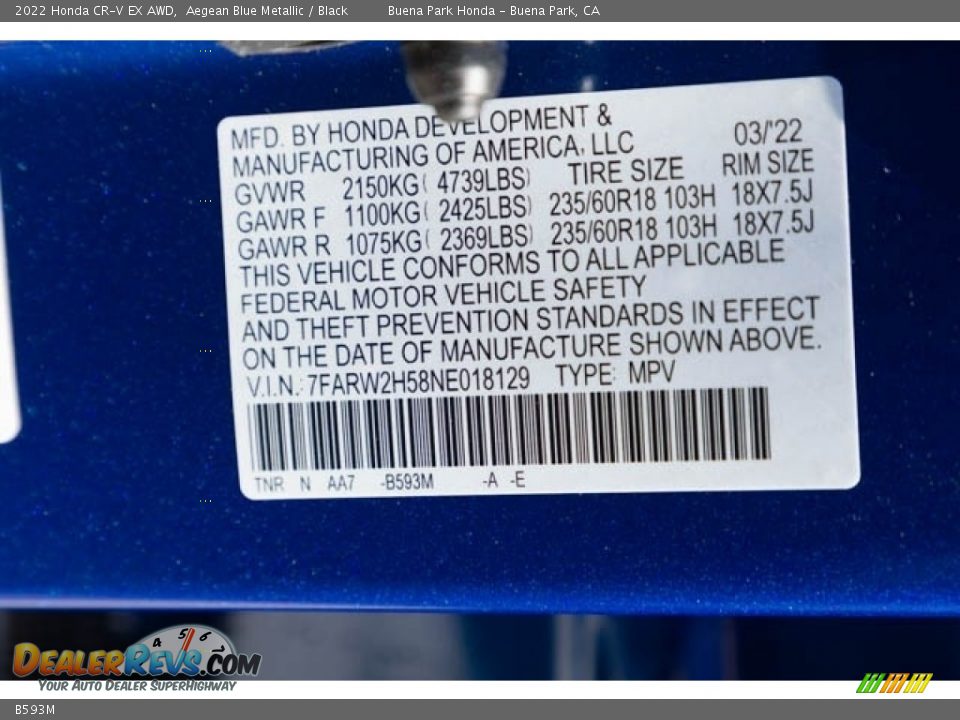 2022 Honda CR-V EX AWD, Aegean Blue Metallic / Black Buena Park Honda - Buena Park, CA
MFD. BY HONDA DEVELOPMENT &
MANUFACTURING OF AMERICA, LLC 03/'22
GVWR 2150KG( 4739LBS) TIRE SIZE RIM SIZE
GAWR F 1100KG( 2425LBS) 235/60R18 103H 18X7.5J
GAWR R 1075KG( 2369LBS) 235/60R18 103H 18X7.5J
THIS VEHICLE CONFORMS TO ALL APPLICABLE
FEDERAL MOTOR VEHICLE SAFETY
AND THEFT PREVENTION STANDARDS IN EFFECT
ON THE DATE OF MANUFACTURE SHOWN ABOVE.
V.I.N.: 7FARW2H58NE018129 TYPE: MPV
TNR N AA7 -B593M -A -E
4 5 6
DEALERREVS.COM
YOUR AUTO DEALER SUPERHIGHWAY
B593M